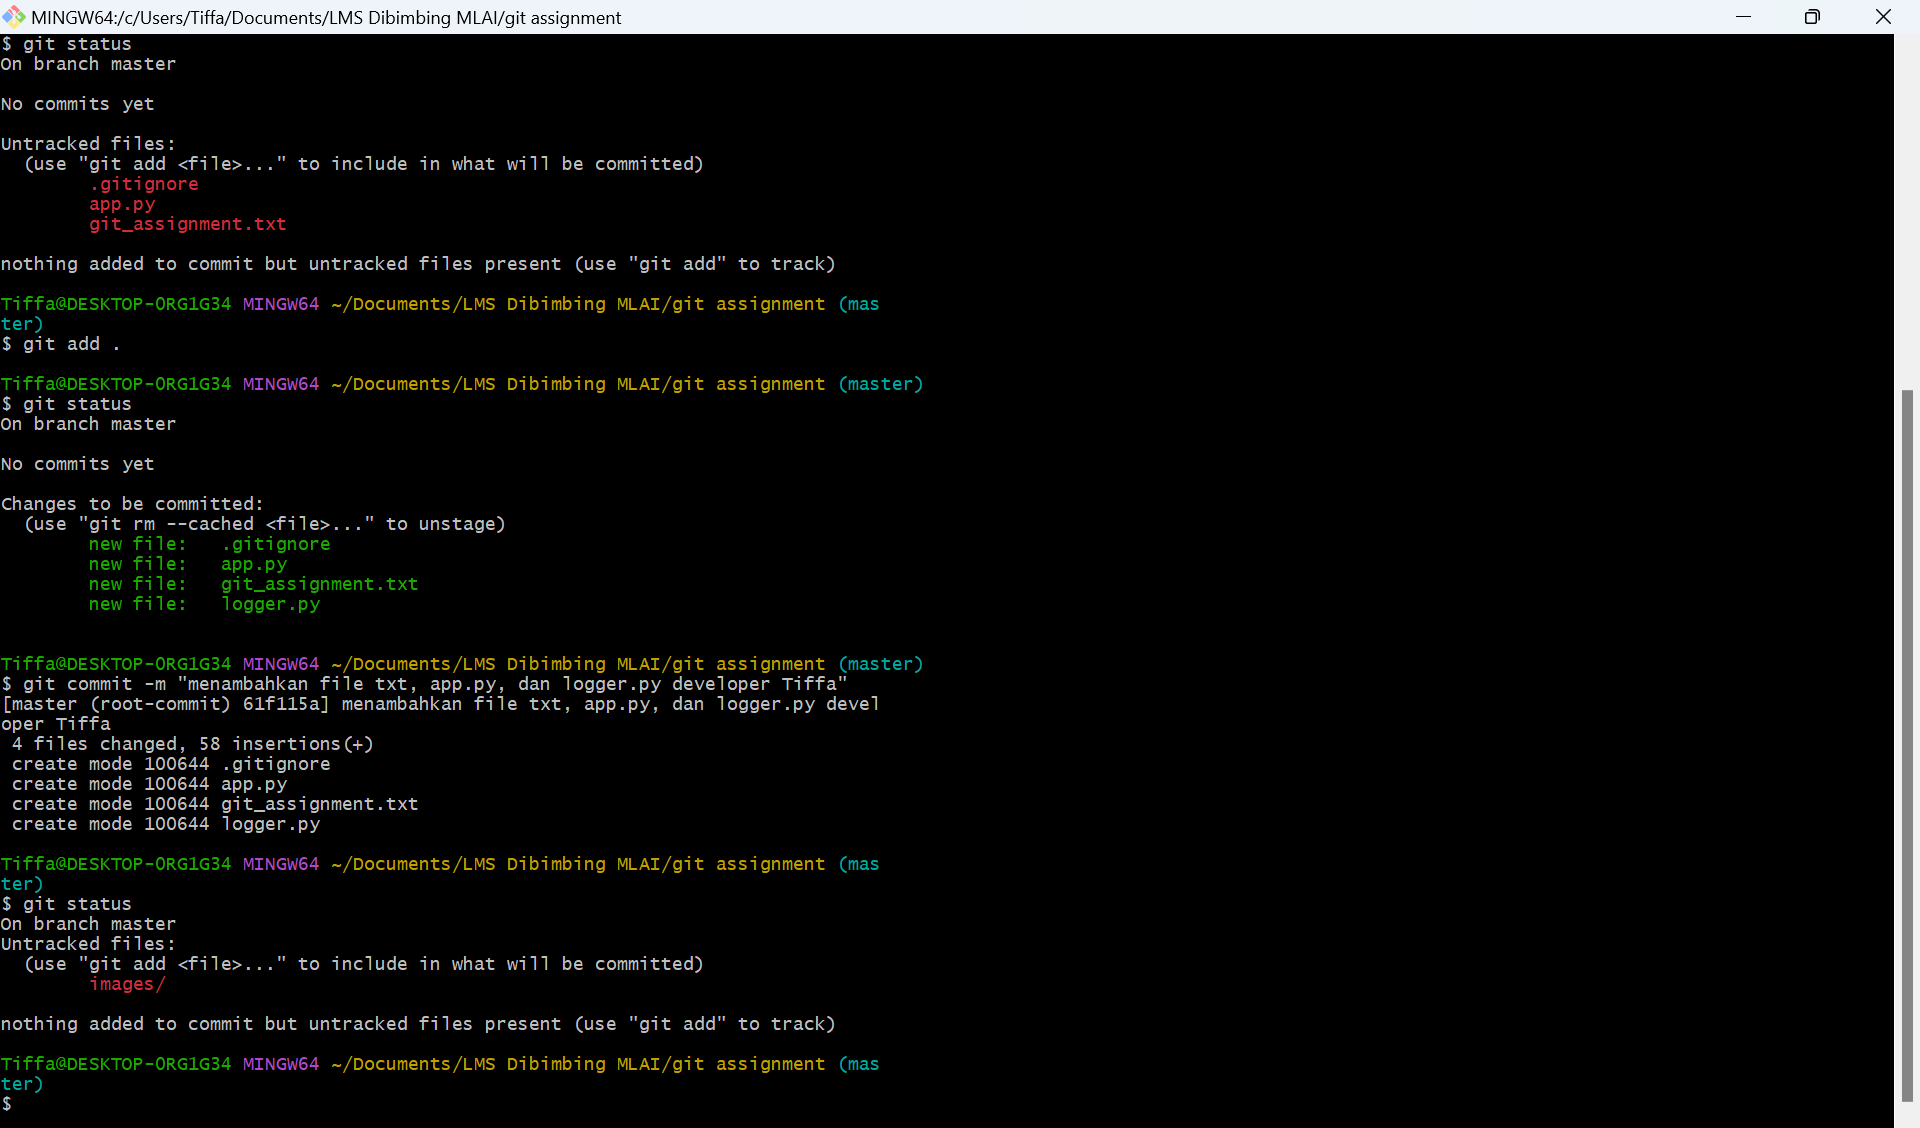 MINGW64:/c/Users/Tiffa/Documents/LMS Dibimbing MLAI/git assignment
$ git status
On branch master
No commits yet
Untracked files:
  (use "git add <file>..." to include in what will be committed)
        .gitignore
        app.py
        git_assignment.txt
nothing added to commit but untracked files present (use "git add" to track)
Tiffa@DESKTOP-ORG1G34 MINGW64 ~/Documents/LMS Dibimbing MLAI/git assignment (mas
ter)
$ git add .
Tiffa@DESKTOP-ORG1G34 MINGW64 ~/Documents/LMS Dibimbing MLAI/git assignment (master)
$ git status
On branch master
No commits yet
Changes to be committed:
  (use "git rm --cached <file>..." to unstage)
        new file:   .gitignore
        new file:   app.py
        new file:   git_assignment.txt
        new file:   logger.py
Tiffa@DESKTOP-ORG1G34 MINGW64 ~/Documents/LMS Dibimbing MLAI/git assignment (master)
$ git commit -m "menambahkan file txt, app.py, dan logger.py developer Tiffa"
[master (root-commit) 61f115a] menambahkan file txt, app.py, dan logger.py devel
oper Tiffa
 4 files changed, 58 insertions(+)
 create mode 100644 .gitignore
 create mode 100644 app.py
 create mode 100644 git_assignment.txt
 create mode 100644 logger.py
Tiffa@DESKTOP-ORG1G34 MINGW64 ~/Documents/LMS Dibimbing MLAI/git assignment (mas
ter)
$ git status
On branch master
Untracked files:
  (use "git add <file>..." to include in what will be committed)
        images/
nothing added to commit but untracked files present (use "git add" to track)
Tiffa@DESKTOP-ORG1G34 MINGW64 ~/Documents/LMS Dibimbing MLAI/git assignment (mas
ter)
$